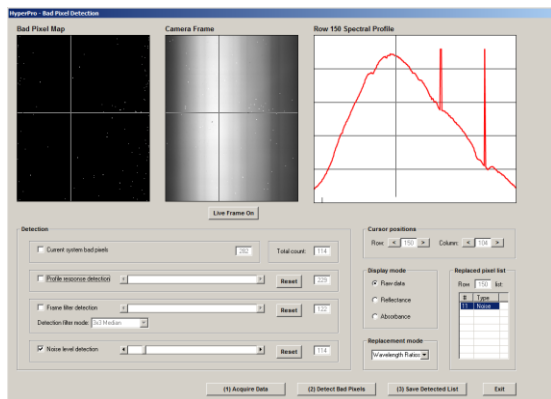 HyperPro - Bad Pixel Detection
Bad Pixel Map
Camera Frame
Row 150 Spectral Profile
Live Frame On
Detection
Current system bad pixels
282
Total count:
114
Profile response detection
Reset
229
Frame filter detection
Reset
122
Detection filter mode:
3x3 Median
Noise level detection
Reset
114
Cursor positions
Row: < 150 > Column: < 104 >
Display mode
Raw data
Reflectance
Absorbance
Replacement mode
Wavelength Ratios
Replaced pixel list
Row: 150 list:
# Type
T1 Noise
(1) Acquire Data
(2) Detect Bad Pixels
(3) Save Detected List
Exit